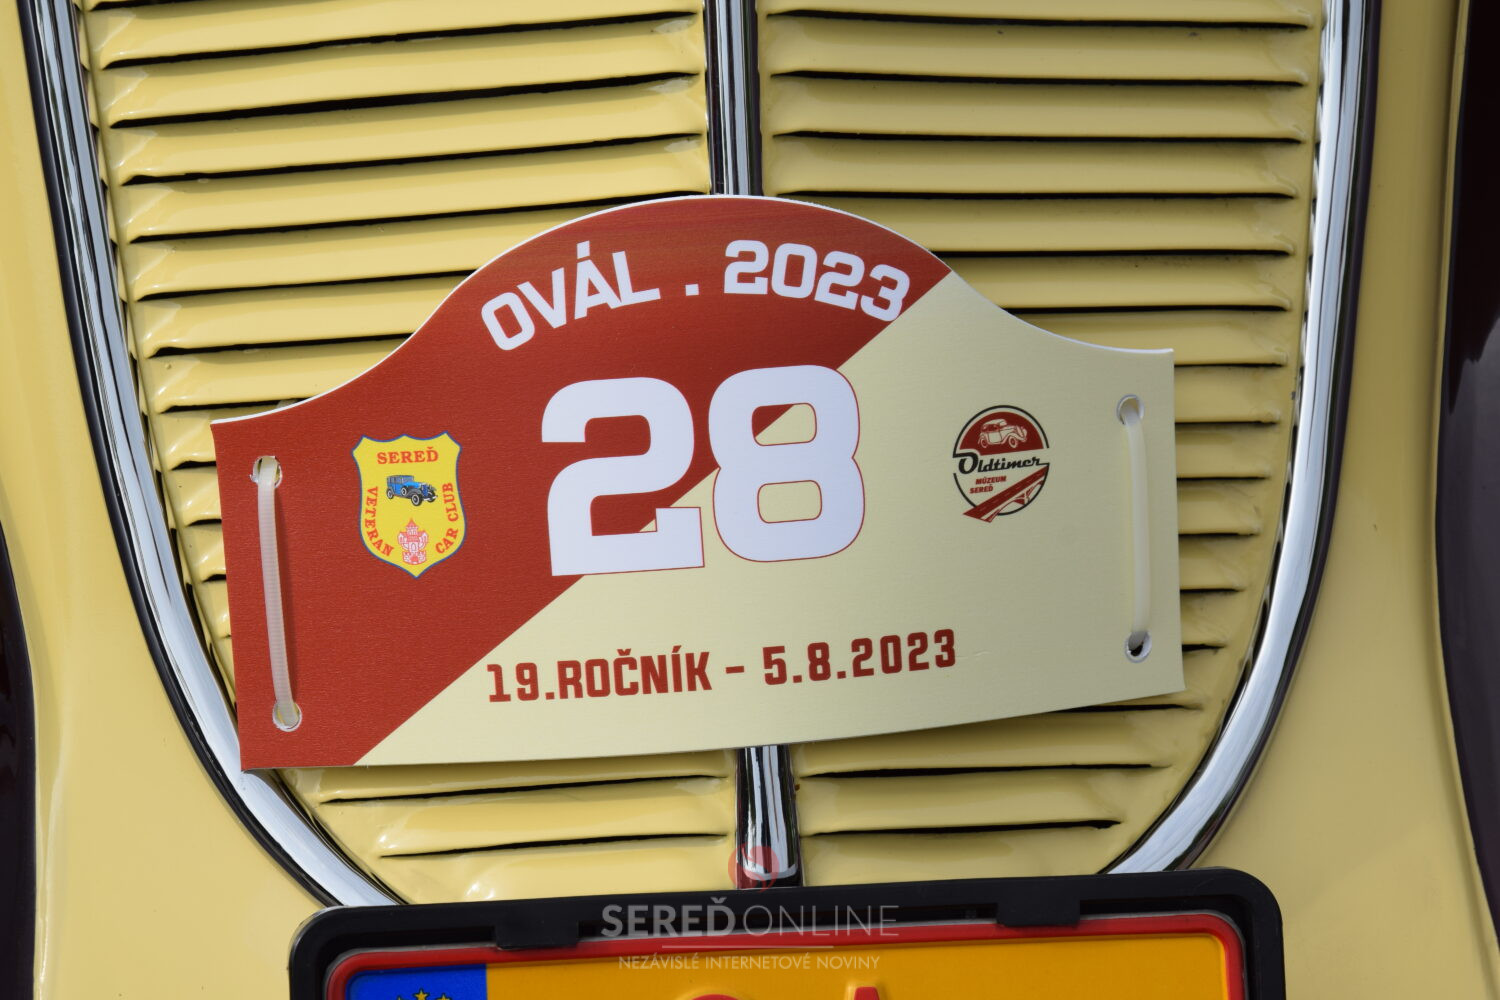 OVÁL . 2023
28
SEREĎ
VETERAN
CAR CLUB
Oldtimer
MÚZEUM
SEREĎ
19.ROČNÍK - 5.8.2023
SEREĎONLINE
NEZÁVISLÉ INTERNETOVÉ NOVINY